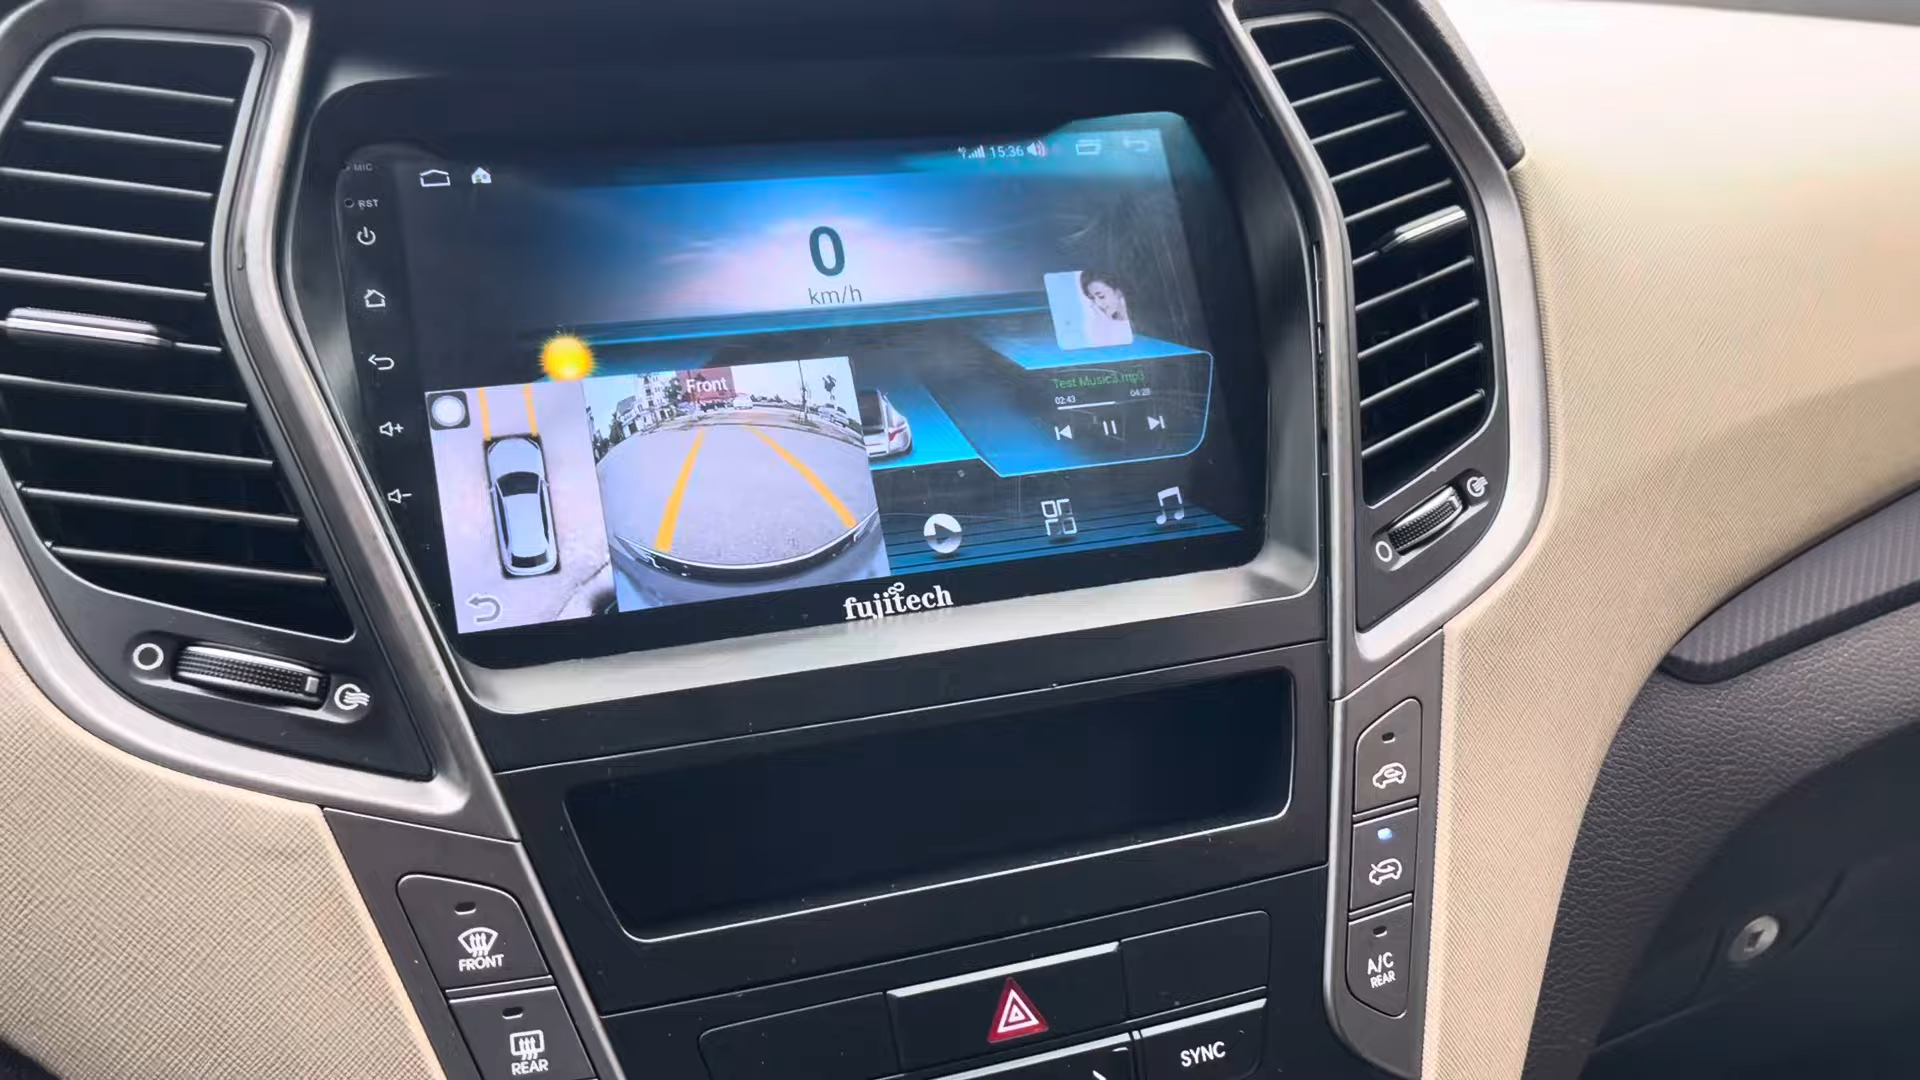 MIC
RST
15:36
0
km/h
Front
Test Music3.mp3
02:43
04:28
fujitech
FRONT
REAR
A/C
REAR
SYNC